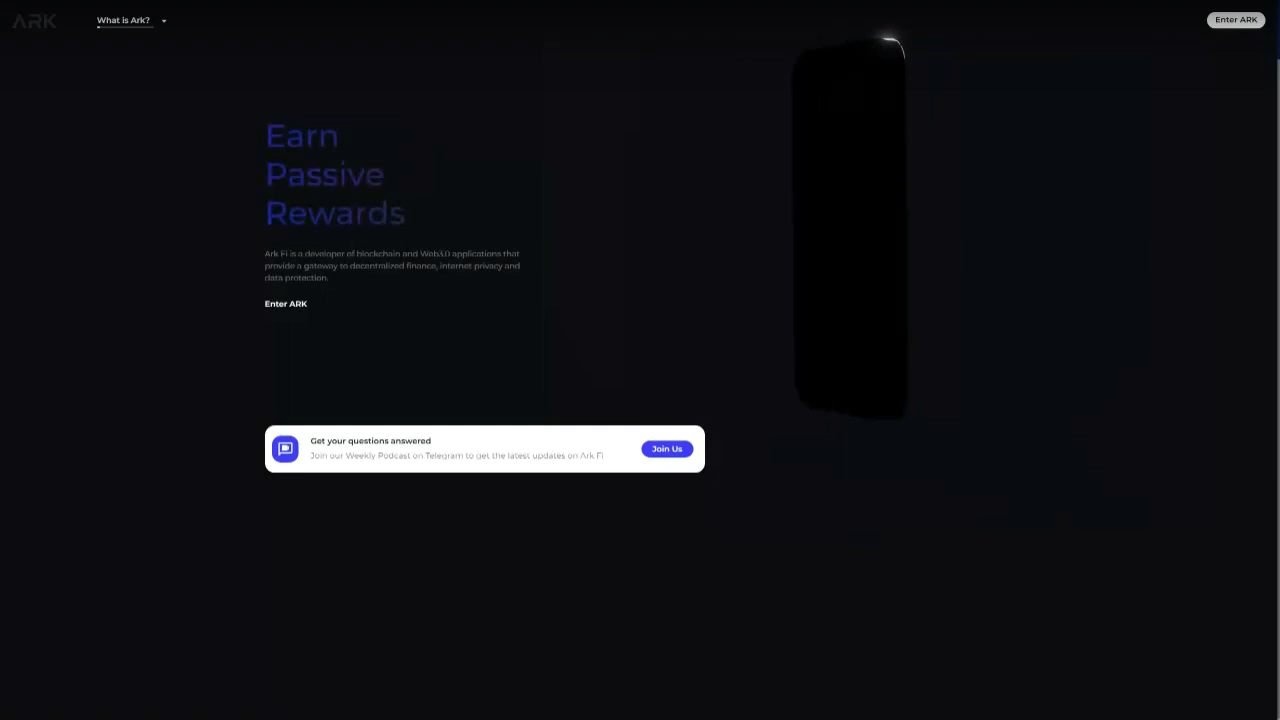 ARK
What is Ark?
Enter ARK
Earn
Passive
Rewards
Ark Fi is a developer of blockchain and Web3.0 applications that
provide a gateway to decentralized finance, internet privacy and
data protection.
Enter ARK
Get your questions answered
Join our Weekly Podcast on Telegram to get the latest updates on Ark Fi
Join Us